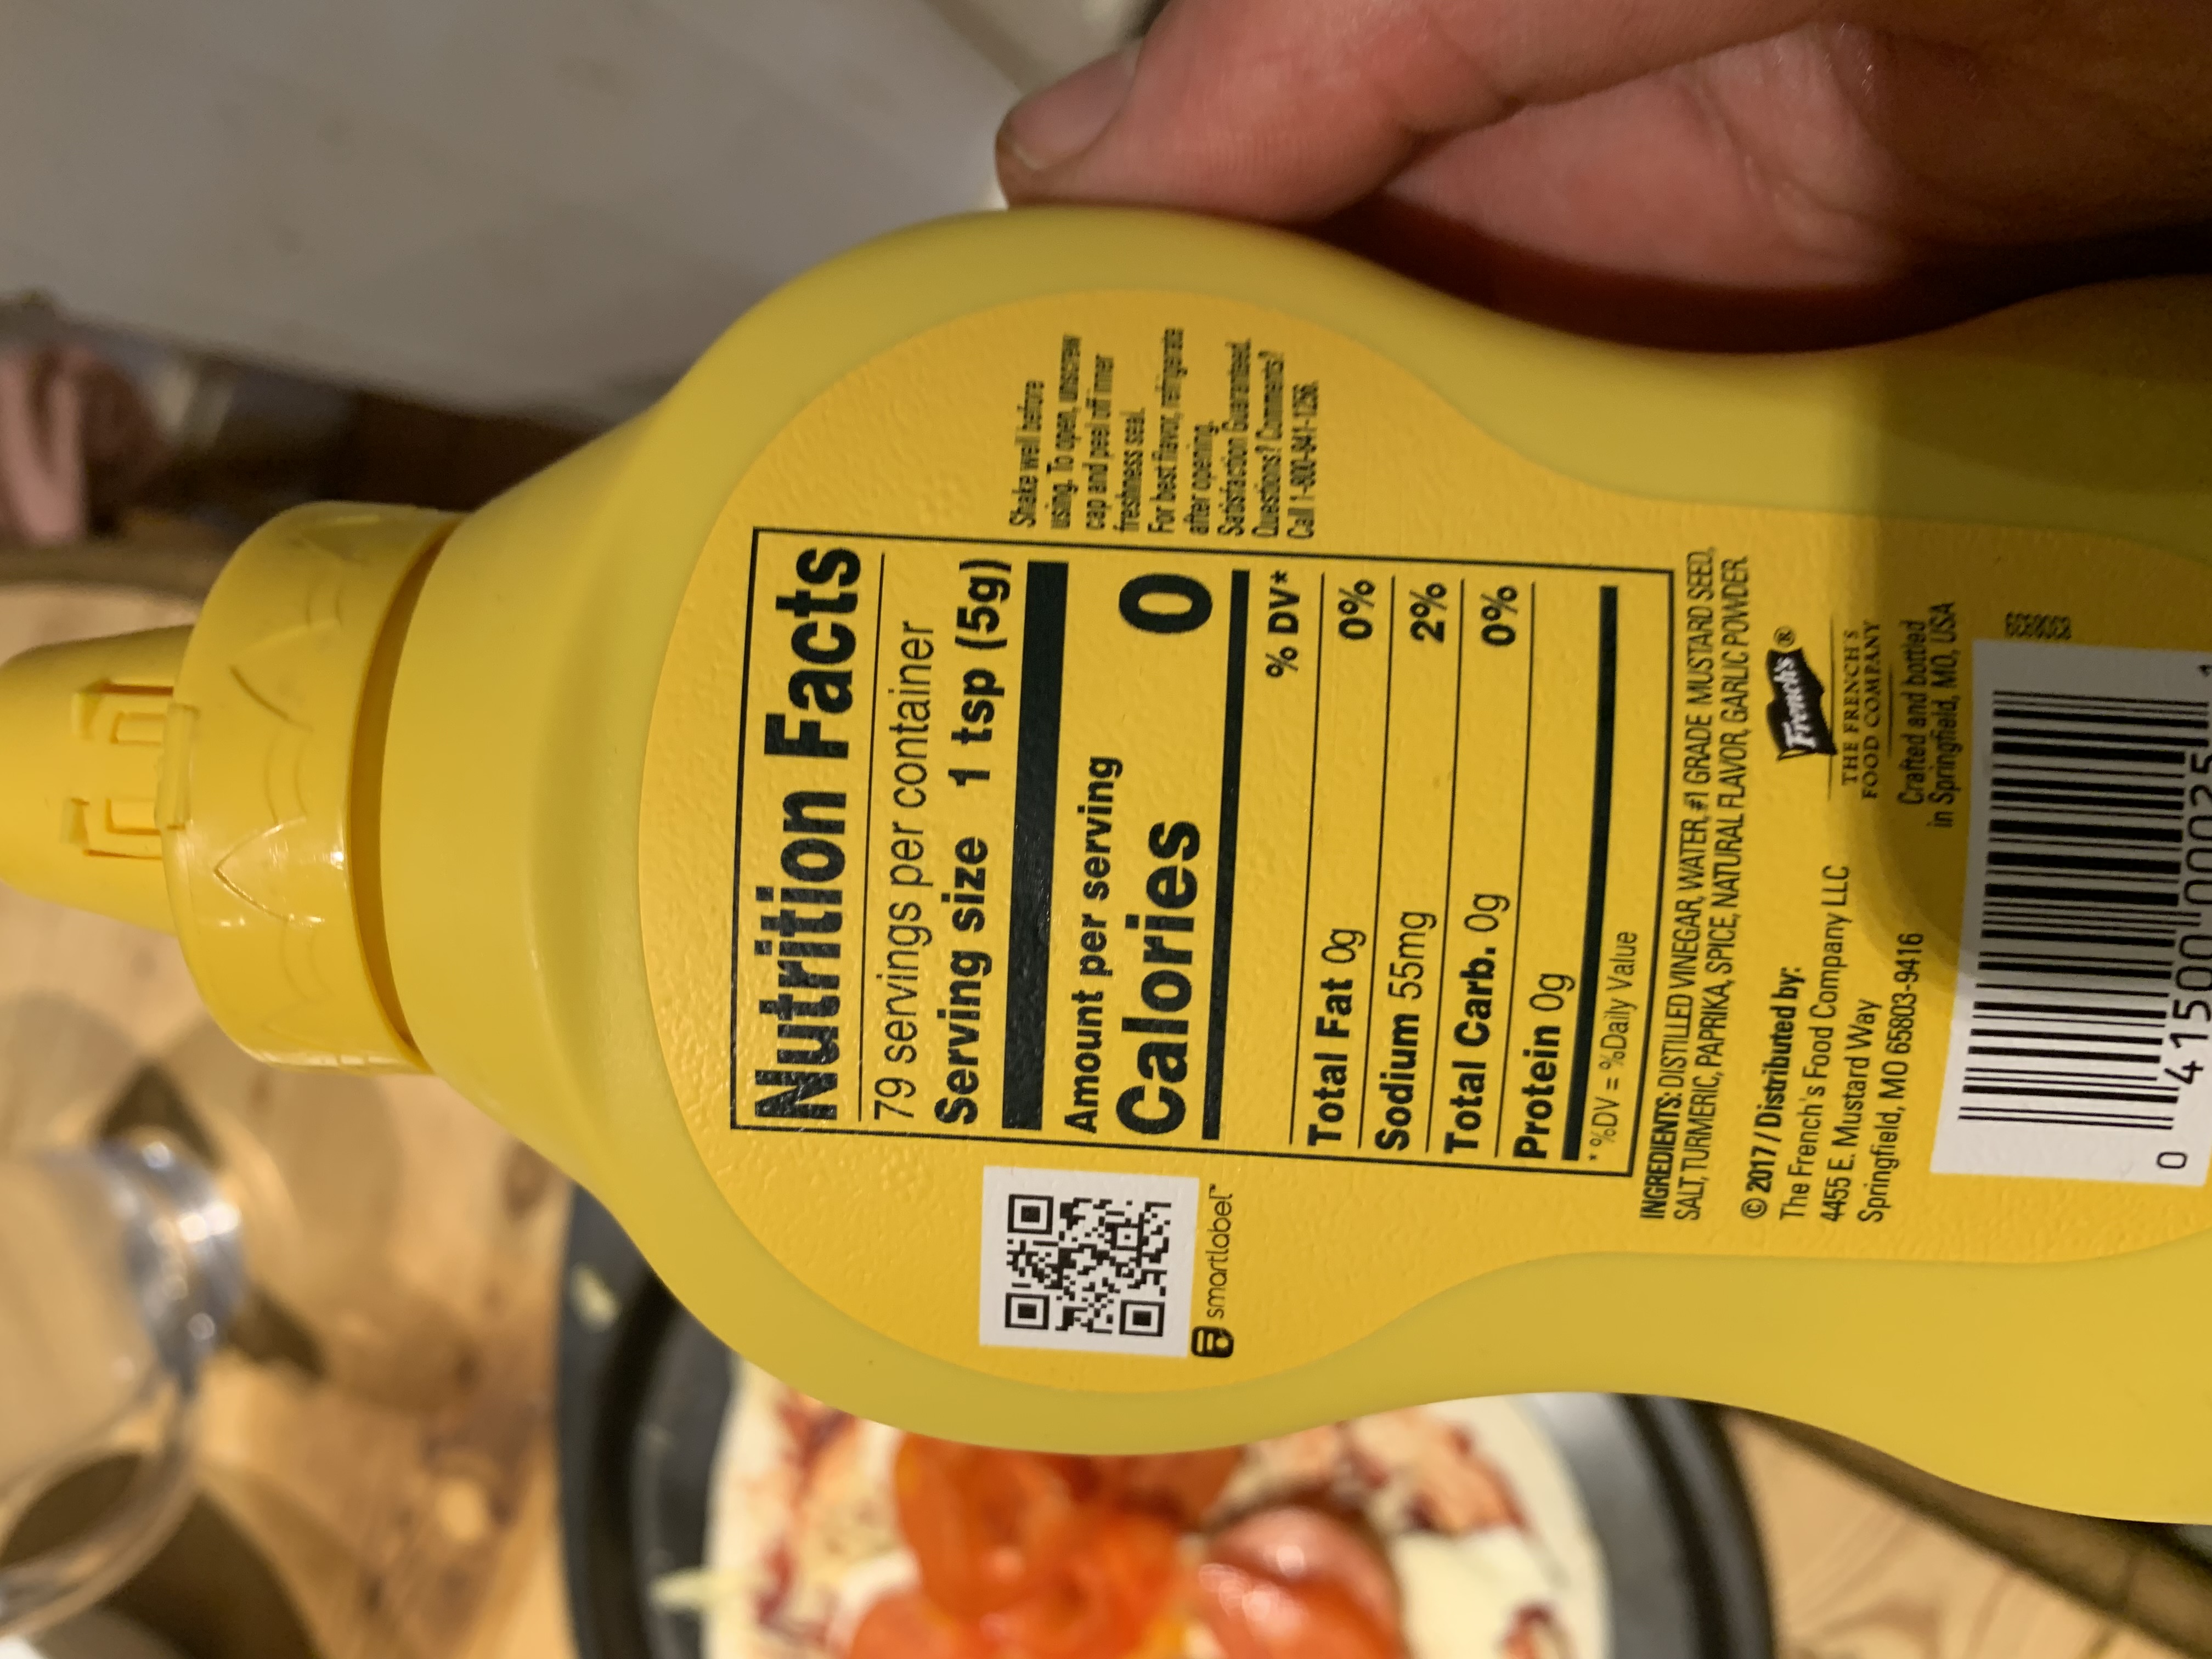 Nutrition Facts
79 servings per container
Serving size 1 tsp (5g)
Amount per serving
Calories 0
% DV*
Total Fat 0g 0%
Sodium 55mg 2%
Total Carb. 0g 0%
Protein 0g
*%DV = %Daily Value
smartlabel™
Shake well before
using. To open, unscrew
cap and peel off inner
freshness seal.
For best flavor, refrigerate
after opening.
Satisfaction Guaranteed.
Questions? Comments?
Call 1-800-841-1256.
INGREDIENTS: DISTILLED VINEGAR, WATER, #1 GRADE MUSTARD SEED,
SALT, TURMERIC, PAPRIKA, SPICE, NATURAL FLAVOR, GARLIC POWDER.
© 2017 / Distributed by:
The French's Food Company LLC
4455 E. Mustard Way
Springfield, MO 65803-9416
French's ®
THE FRENCH'S
FOOD COMPANY
Crafted and bottled
in Springfield, MO, USA
0 41500 00025 1